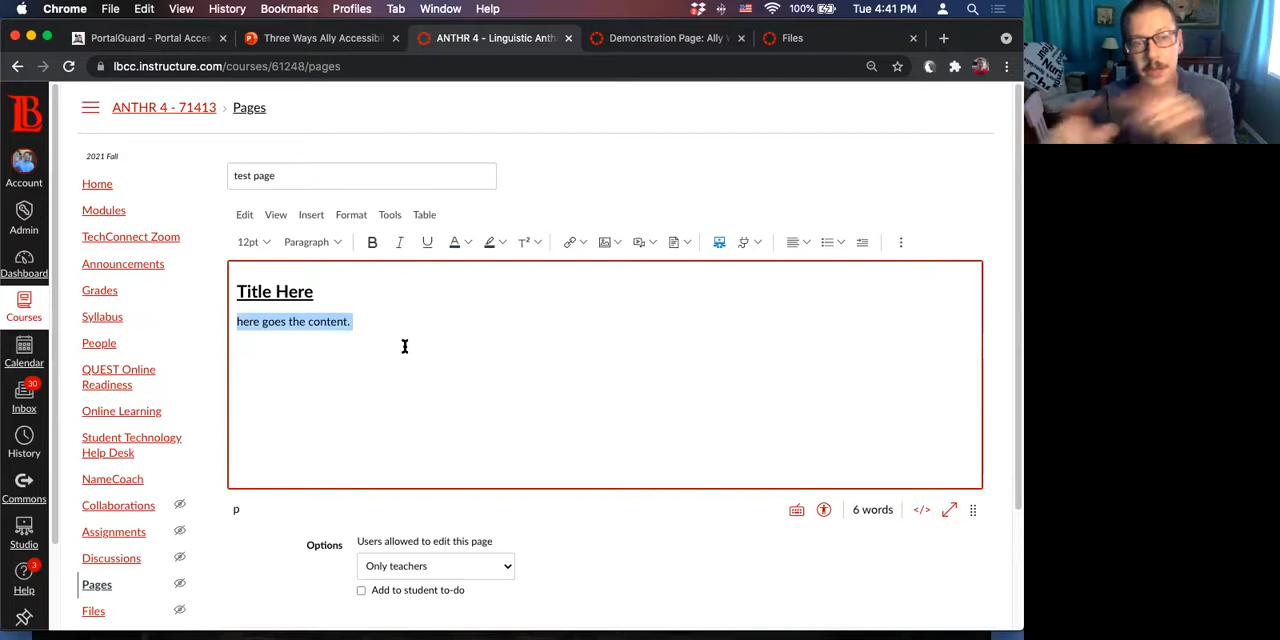 Chrome File Edit View History Bookmarks Profiles Tab Window Help 100% Tue 4:41 PM
PortalGuard - Portal Acces
Three Ways Ally Accessibi
ANTHR 4 - Linguistic Anth
Demonstration Page: Ally V
Files
lbcc.instructure.com/courses/61248/pages
LB
ANTHR 4 - 71413 › Pages
2021 Fall
test page
Account
Admin
Dashboard
Courses
Calendar
30
Inbox
History
Commons
Studio
3
Help
Home
Modules
TechConnect Zoom
Announcements
Grades
Syllabus
People
QUEST Online
Readiness
Online Learning
Student Technology
Help Desk
NameCoach
Collaborations
Assignments
Discussions
Pages
Files
Edit View Insert Format Tools Table
12pt Paragraph B I U A T²
Title Here
here goes the content.
p
6 words </>
Options
Users allowed to edit this page
Only teachers
Add to student to-do